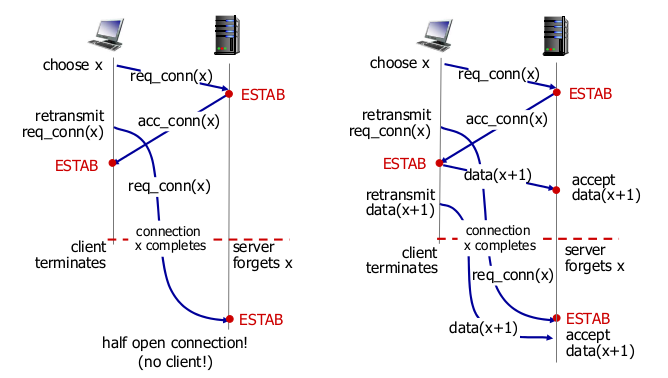 choose x
req_conn(x)
ESTAB
retransmit
req_conn(x)
acc_conn(x)
ESTAB
req_conn(x)
connection
x completes
client
terminates
server
forgets x
ESTAB
half open connection!
(no client!)
choose x
req_conn(x)
ESTAB
retransmit
req_conn(x)
acc_conn(x)
ESTAB
data(x+1)
accept
data(x+1)
retransmit
data(x+1)
connection
x completes
client
terminates
server
forgets x
req_conn(x)
ESTAB
data(x+1)
accept
data(x+1)